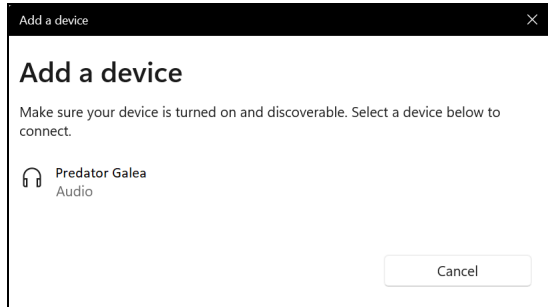 Add a device
Add a device
Make sure your device is turned on and discoverable. Select a device below to
connect.
Predator Galea
Audio
Cancel